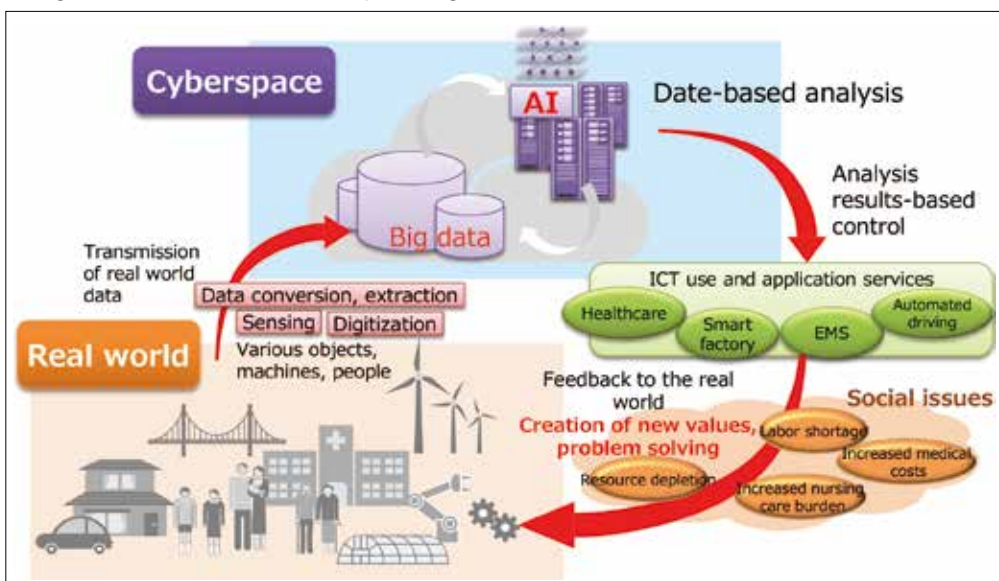 Cyberspace
AI
Date-based analysis
Big data
Analysis
results-based
control
Transmission
of real world
data
Data conversion, extraction
Sensing
Digitization
Various objects,
machines, people
Real world
ICT use and application services
Healthcare
Smart
factory
EMS
Automated
driving
Feedback to the real
world
Creation of new values,
problem solving
Social issues
Labor shortage
Increased medical
costs
Resource depletion
Increased nursing
care burden